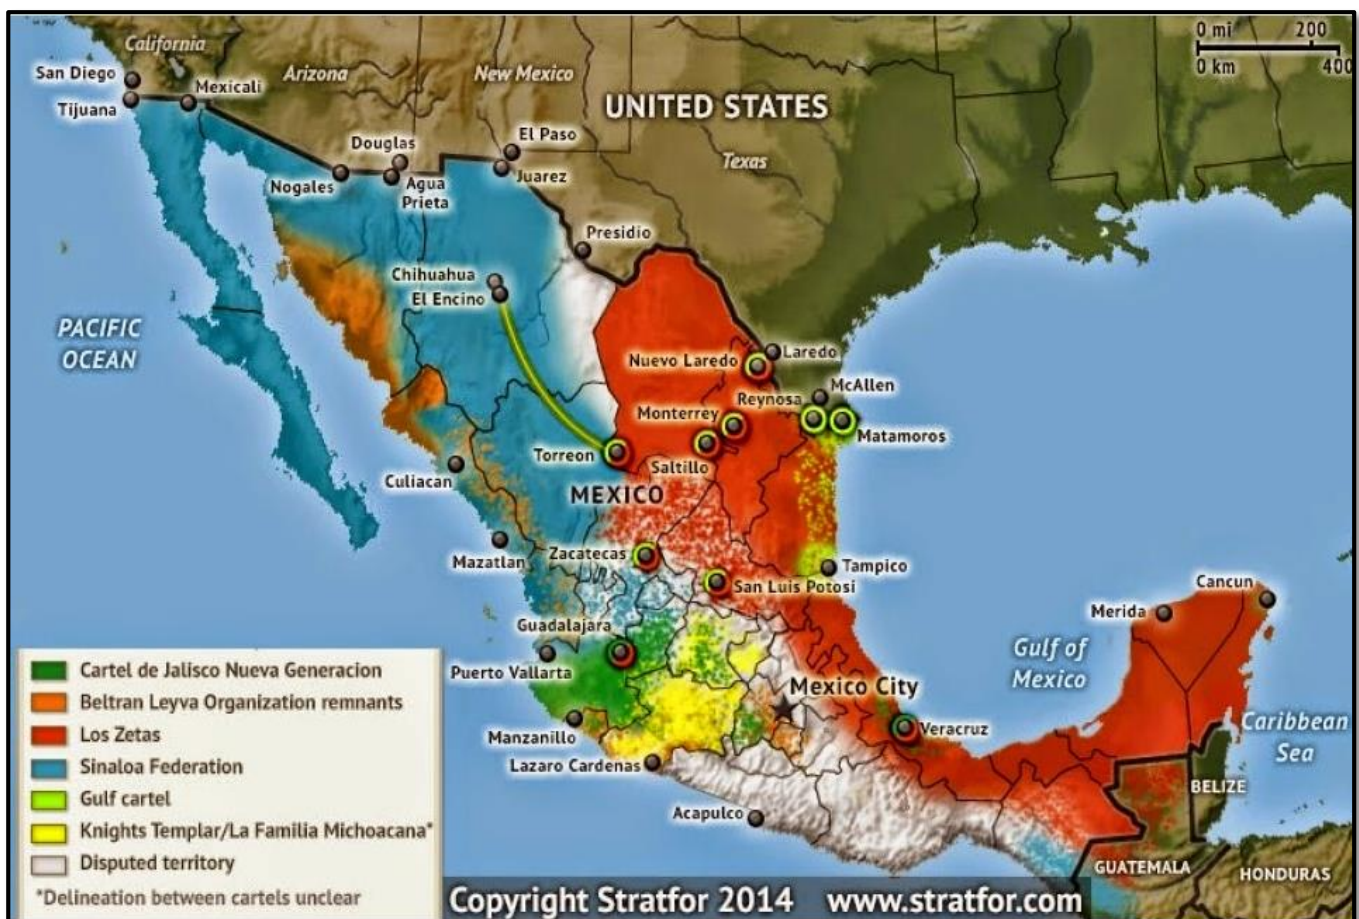 California
San Diego
Tijuana
Mexicali
Arizona
New Mexico
UNITED STATES
0 mi 200
0 km 400
Douglas
El Paso
Texas
Nogales
Agua
Prieta
Juarez
Presidio
Chihuahua
El Encino
PACIFIC
OCEAN
Nuevo Laredo
Laredo
McAllen
Reynosa
Monterrey
Matamoros
Torreon
Saltillo
Culiacan
MEXICO
Mazatlan
Zacatecas
Tampico
San Luis Potosi
Cancun
Merida
Guadalajara
Puerto Vallarta
Gulf of
Mexico
Mexico City
Manzanillo
Veracruz
Caribbean
Sea
Lazaro Cardenas
BELIZE
Acapulco
GUATEMALA
HONDURAS
Cartel de Jalisco Nueva Generacion
Beltran Leyva Organization remnants
Los Zetas
Sinaloa Federation
Gulf cartel
Knights Templar/La Familia Michoacana*
Disputed territory
*Delineation between cartels unclear
Copyright Stratfor 2014 www.stratfor.com